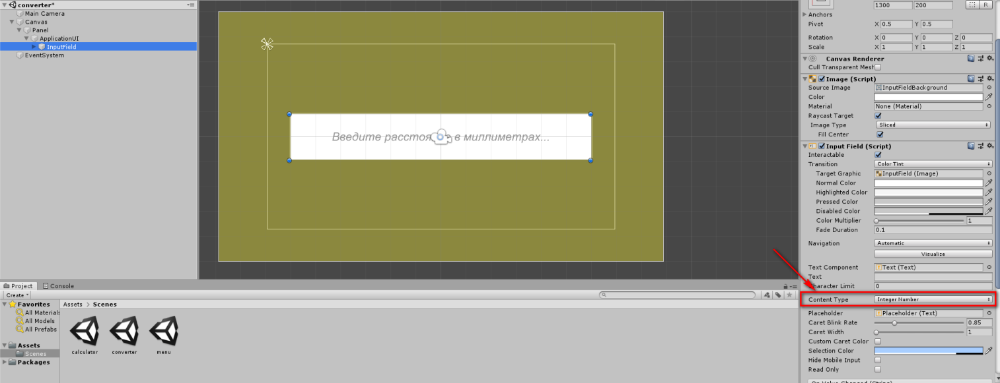 converter*
Main Camera
Canvas
Panel
ApplicationUI
InputField
EventSystem
Введите расстоя в миллиметрах...
1300 200
R
Anchors
Pivot X 0.5 Y 0.5
Rotation X 0 Y 0 Z 0
Scale X 1 Y 1 Z 1
Canvas Renderer
Cull Transparent Mesh
Image (Script)
Source Image InputFieldBackground
Color
Material None (Material)
Raycast Target
Image Type Sliced
Fill Center
Input Field (Script)
Interactable
Transition Color Tint
Target Graphic InputField (Image)
Normal Color
Highlighted Color
Pressed Color
Disabled Color
Color Multiplier 1
Fade Duration 0.1
Navigation Automatic
Visualize
Text Component Text (Text)
Text
Character Limit 0
Content Type Integer Number
Placeholder Placeholder (Text)
Caret Blink Rate 0.85
Caret Width 1
Custom Caret Color
Selection Color
Hide Mobile Input
Read Only
On Value Changed (String)
Project Console
Create
Favorites
All Materials
All Models
All Prefabs
Assets
Scenes
Packages
Assets > Scenes
calculator converter menu